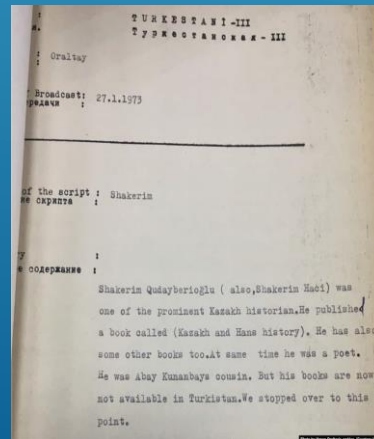 TURKESTANİ-III
Туркестанская - III
Oraltay
Broadcast: 27.1.1973
of the script : Shakerim
скрипта :
содержание :
Shakerim Qudayberioğlu ( also,Shakerim Haci) was
one of the prominent Kazakh historian.He published
a book called (Kazakh and Hans history). He has also
some other books too.At same time he was a poet.
He was Abay Kunanbays cousin. But his books are now
not available in Turkistan.We stopped over to this
point.